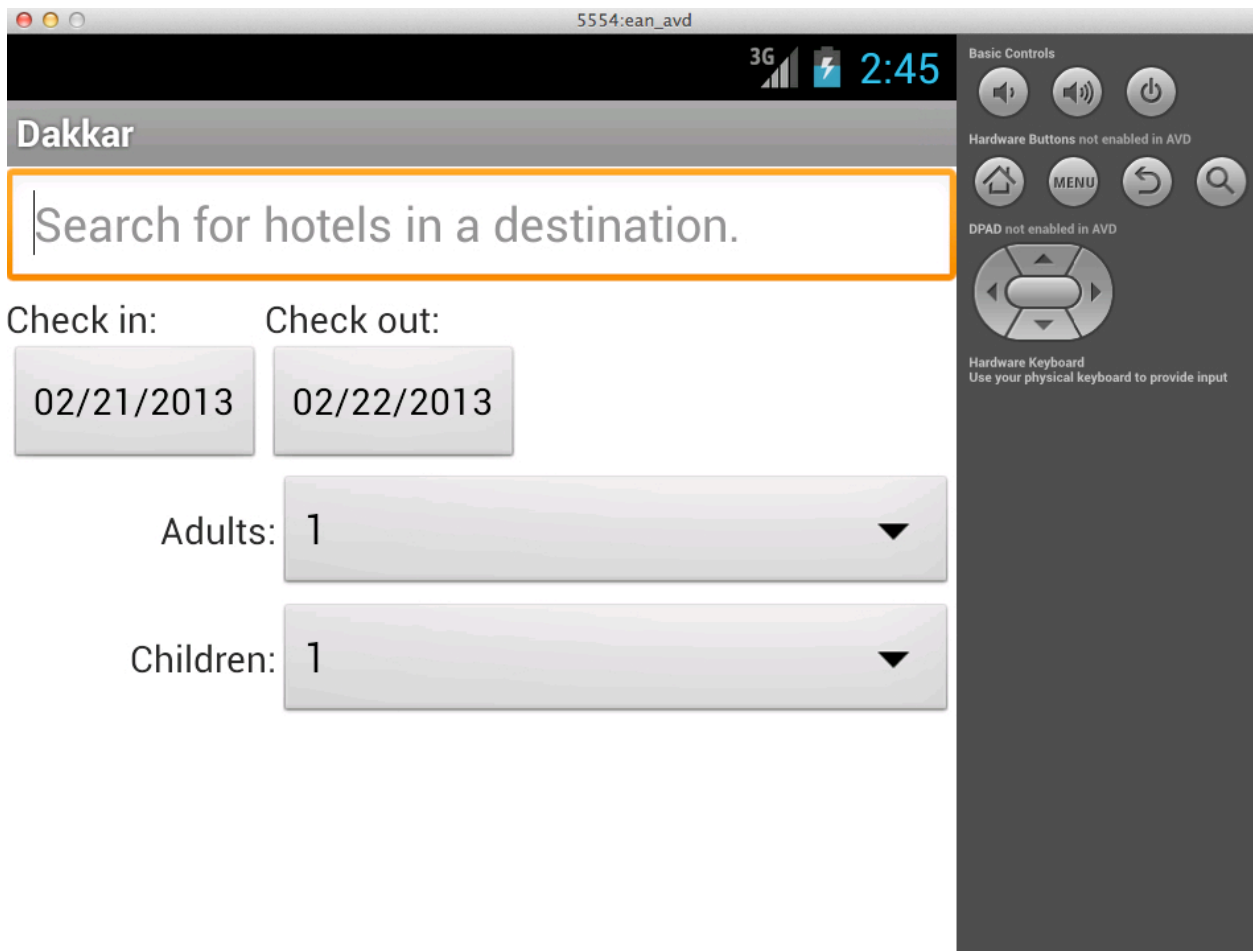 5554:ean_avd
3G 2:45
Dakkar
Search for hotels in a destination.
Check in: Check out:
02/21/2013 02/22/2013
Adults: 1
Children: 1
Basic Controls
Hardware Buttons not enabled in AVD
MENU
DPAD not enabled in AVD
Hardware Keyboard
Use your physical keyboard to provide input